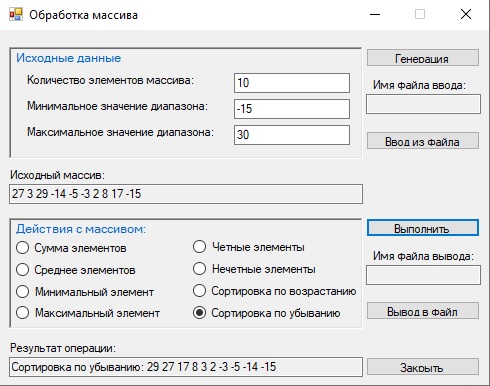 Обработка массива
Исходные данные
Количество элементов массива:
10
Минимальное значение диапазона:
-15
Максимальное значение диапазона:
30
Генерация
Имя файла ввода:
Ввод из файла
Исходный массив:
27 3 29 -14 -5 -3 2 8 17 -15
Действия с массивом:
Сумма элементов
Среднее элементов
Минимальный элемент
Максимальный элемент
Четные элементы
Нечетные элементы
Сортировка по возрастанию
Сортировка по убыванию
Выполнить
Имя файла вывода:
Вывод в файл
Результат операции:
Сортировка по убыванию: 29 27 17 8 3 2 -3 -5 -14 -15
Закрыть